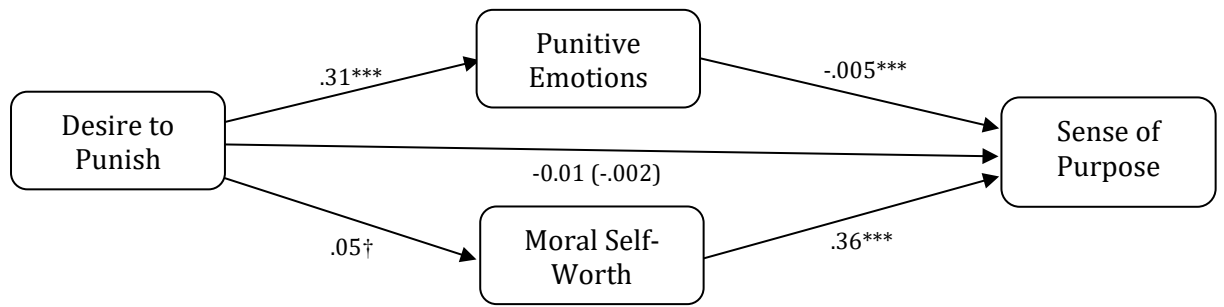 Punitive
Emotions
.31***
-.005***
Desire to
Punish
Sense of
Purpose
-0.01 (-.002)
.05†
Moral Self-
Worth
.36***